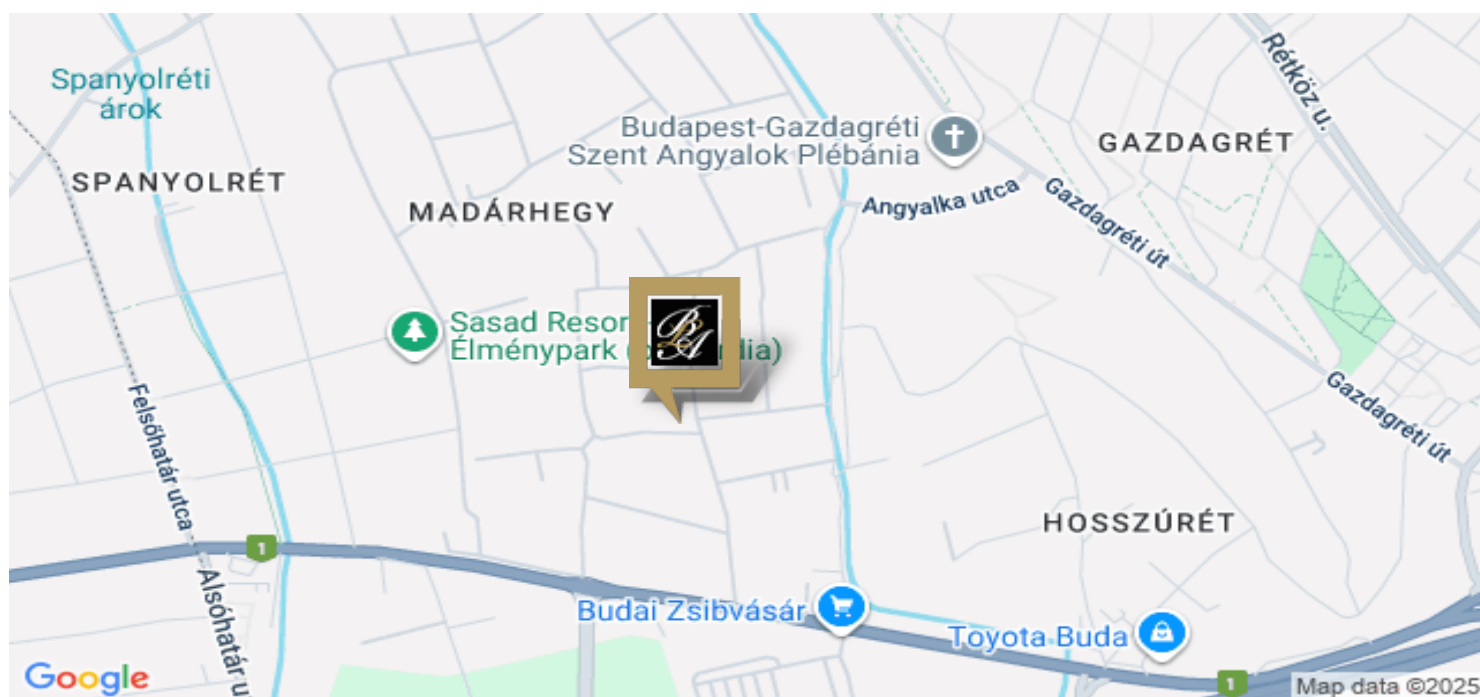 Spanyolréti
árok
SPANYOLRÉT
MADÁRHEGY
Budapest-Gazdagréti
Szent Angyalok Plébánia
GAZDAGRÉT
Rétköz u.
Angyalka utca
Gazdagréti út
Sasad Resor
Élménypark
BLA
Gazdagréti út
Felsőhatár utca
HOSSZÚRÉT
1
Alsóhatár u
Budai Zsibvásár
Toyota Buda
1
Google
Map data ©2025